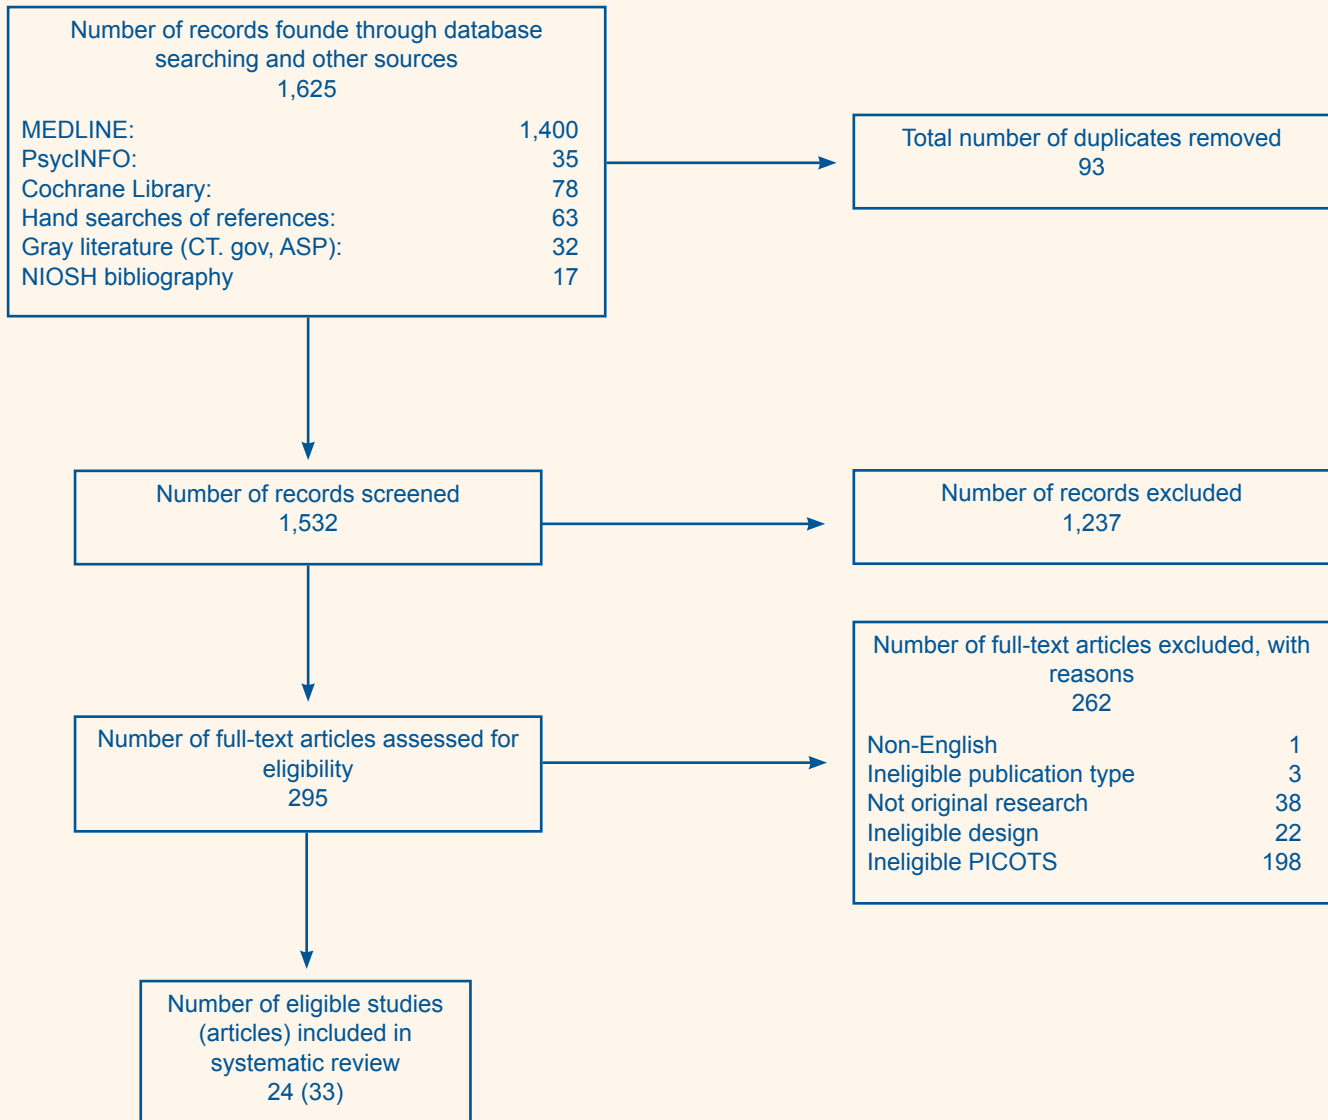 Number of records founde through database
searching and other sources
1,625
MEDLINE: 1,400
PsycINFO: 35
Cochrane Library: 78
Hand searches of references: 63
Gray literature (CT. gov, ASP): 32
NIOSH bibliography 17
Total number of duplicates removed
93
Number of records screened
1,532
Number of records excluded
1,237
Number of full-text articles assessed for
eligibility
295
Number of full-text articles excluded, with
reasons
262
Non-English 1
Ineligible publication type 3
Not original research 38
Ineligible design 22
Ineligible PICOTS 198
Number of eligible studies
(articles) included in
systematic review
24 (33)